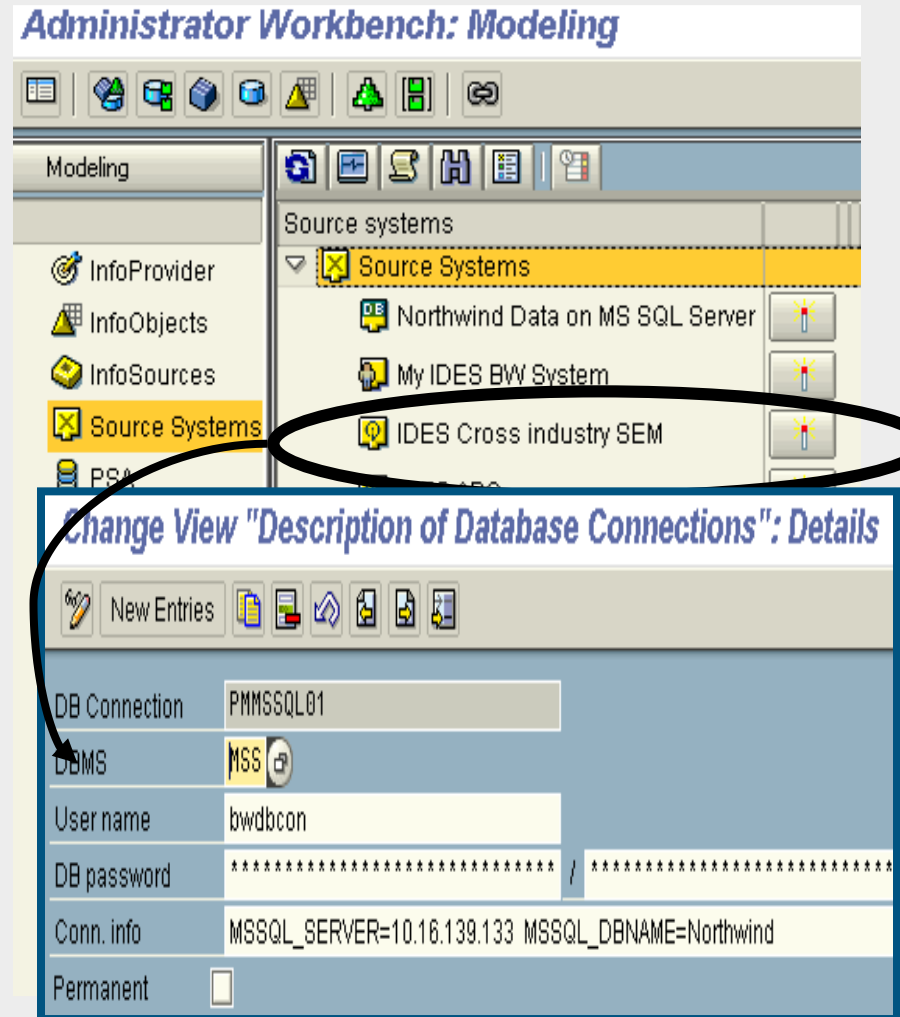 Administrator Workbench: Modeling
Modeling
InfoProvider
InfoObjects
InfoSources
Source Systems
PSA
Source systems
Source Systems
DB Northwind Data on MS SQL Server
My IDES BW System
IDES Cross industry SEM
Change View "Description of Database Connections": Details
New Entries
DB Connection PMMSSQL01
DBMS MSS
User name bwdbcon
DB password ****************************** / ****************************
Conn. info MSSQL_SERVER=10.16.139.133 MSSQL_DBNAME=Northwind
Permanent